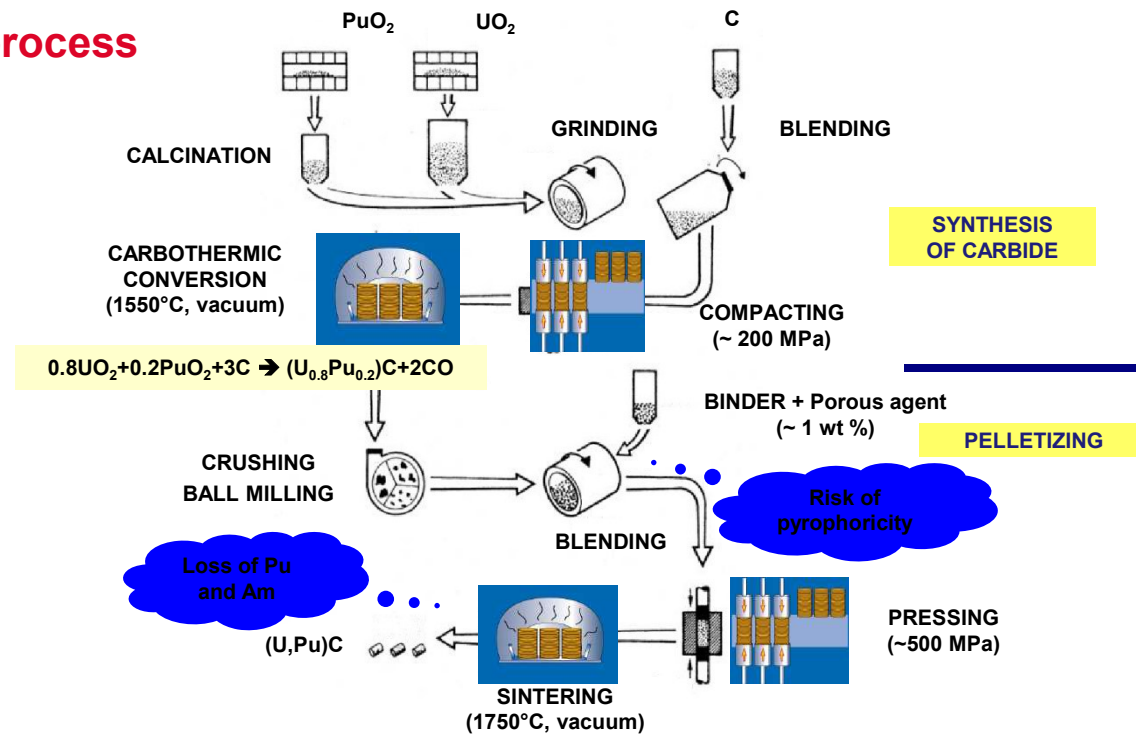 rocess
PuO₂
UO₂
C
CALCINATION
GRINDING
BLENDING
SYNTHESIS
OF CARBIDE
CARBOTHERMIC
CONVERSION
(1550°C, vacuum)
COMPACTING
(~ 200 MPa)
0.8UO₂+0.2PuO₂+3C ➔ (U₀.₈Pu₀.₂)C+2CO
BINDER + Porous agent
(~ 1 wt %)
PELLETIZING
CRUSHING
BALL MILLING
BLENDING
Risk of
pyrophoricity
Loss of Pu
and Am
(U,Pu)C
PRESSING
(~500 MPa)
SINTERING
(1750°C, vacuum)